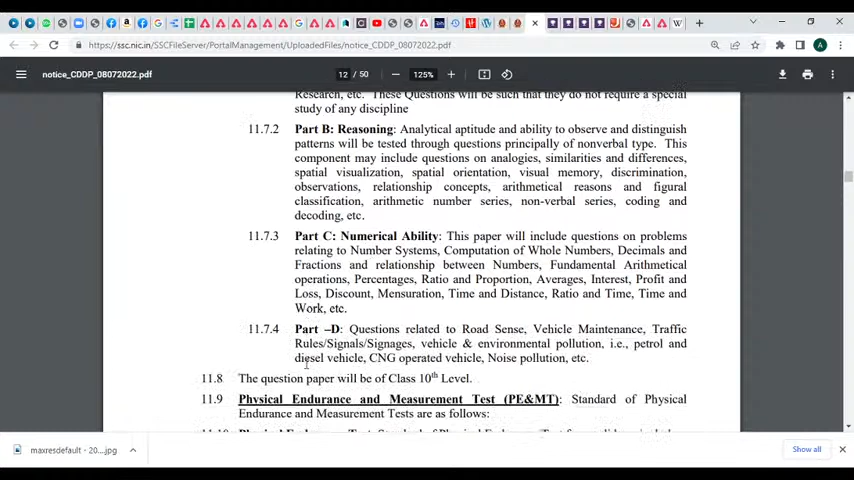 https://ssc.nic.in/SSCFileServer/PortalManagement/UploadedFiles/notice_CDDP_08072022.pdf
notice_CDDP_08072022.pdf
12 / 50
125%
Research, etc. These Questions will be such that they do not require a special
study of any discipline
11.7.2 Part B: Reasoning: Analytical aptitude and ability to observe and distinguish
patterns will be tested through questions principally of nonverbal type. This
component may include questions on analogies, similarities and differences,
spatial visualization, spatial orientation, visual memory, discrimination,
observations, relationship concepts, arithmetical reasons and figural
classification, arithmetic number series, non-verbal series, coding and
decoding, etc.
11.7.3 Part C: Numerical Ability: This paper will include questions on problems
relating to Number Systems, Computation of Whole Numbers, Decimals and
Fractions and relationship between Numbers, Fundamental Arithmetical
operations, Percentages, Ratio and Proportion, Averages, Interest, Profit and
Loss, Discount, Mensuration, Time and Distance, Ratio and Time, Time and
Work, etc.
11.7.4 Part –D: Questions related to Road Sense, Vehicle Maintenance, Traffic
Rules/Signals/Signages, vehicle & environmental pollution, i.e., petrol and
diesel vehicle, CNG operated vehicle, Noise pollution, etc.
11.8 The question paper will be of Class 10th Level.
11.9 Physical Endurance and Measurement Test (PE&MT): Standard of Physical
Endurance and Measurement Tests are as follows:
maxresdefault - 20....jpg
Show all